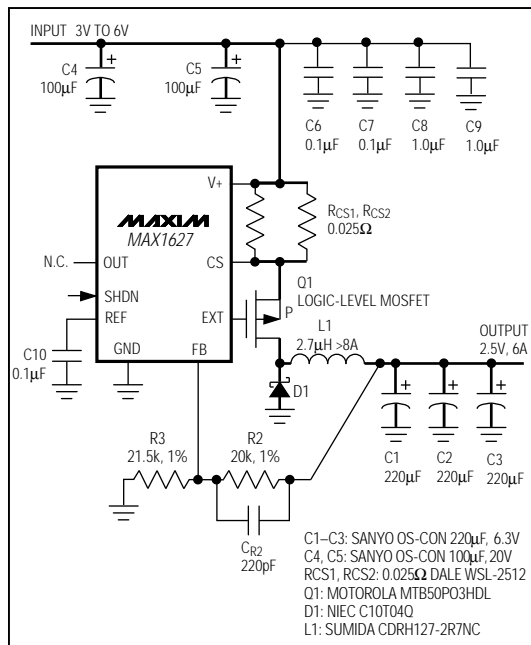 INPUT 3V TO 6V
C4
100µF
+
C5
100µF
+
C6
0.1µF
C7
0.1µF
C8
1.0µF
C9
1.0µF
MAXIM
MAX1627
V+
RCS1, RCS2
0.025Ω
N.C.
OUT
CS
Q1
LOGIC-LEVEL MOSFET
SHDN
REF
EXT
P
L1
2.7µH >8A
OUTPUT
2.5V, 6A
C10
0.1µF
GND
FB
D1
+
+
+
C1
220µF
C2
220µF
C3
220µF
R3
21.5k, 1%
R2
20k, 1%
CR2
220pF
C1–C3: SANYO OS-CON 220µF, 6.3V
C4, C5: SANYO OS-CON 100µF, 20V
RCS1, RCS2: 0.025Ω DALE WSL-2512
Q1: MOTOROLA MTB50PO3HDL
D1: NIEC C10T04Q
L1: SUMIDA CDRH127-2R7NC